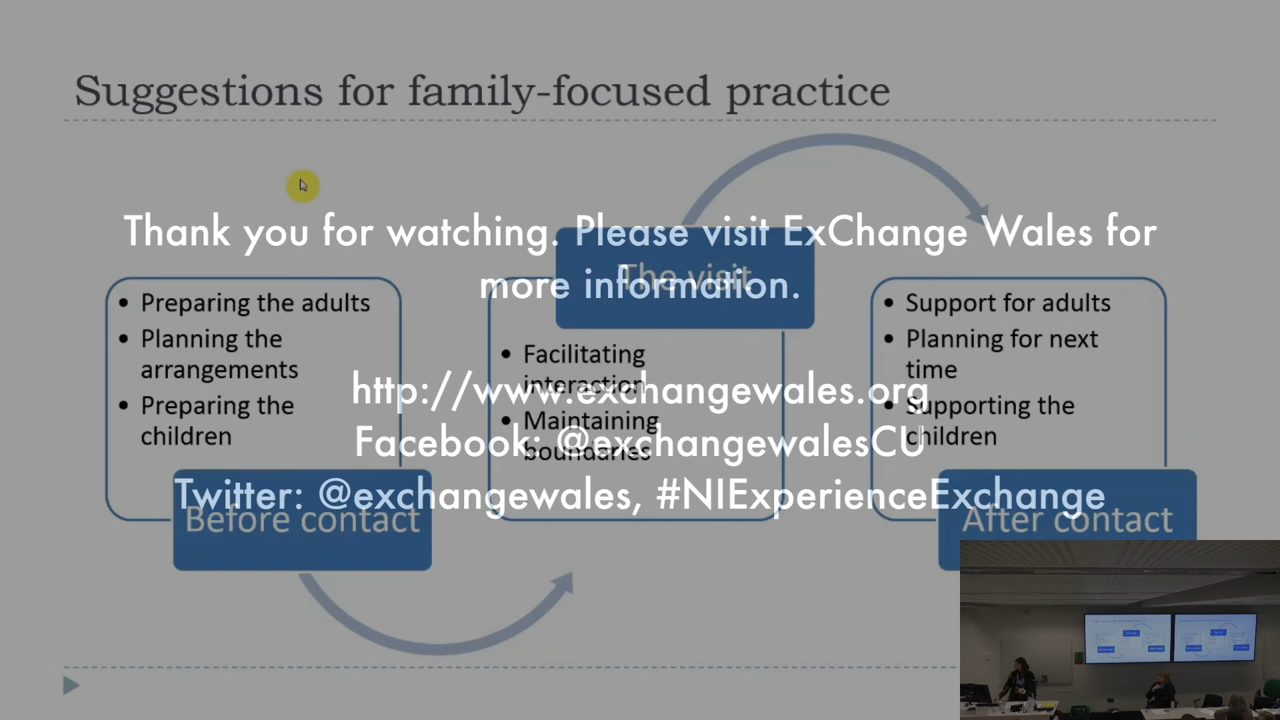 Suggestions for family-focused practice
Thank you for watching. Please visit ExChange Wales for
more information.
http://www.exchangewales.org
Facebook: @exchangewalesCU
Twitter: @exchangewales, #NIExperienceExchange
• Preparing the adults
• Planning the
arrangements
• Preparing the
children
Before contact
The visit
• Facilitating
interaction
• Maintaining
boundaries
• Support for adults
• Planning for next
time
• Supporting the
children
After contact